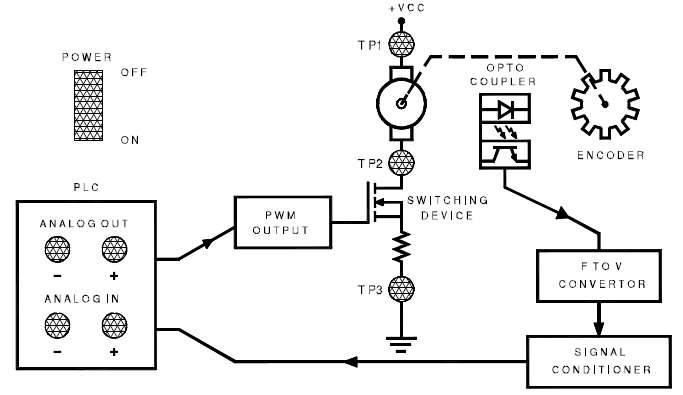 +VCC
TP1
POWER
OFF
ON
OPTO
COUPLER
ENCODER
TP2
PLC
SWITCHING
DEVICE
PWM
OUTPUT
ANALOG OUT
- +
ANALOG IN
- +
TP3
F TO V
CONVERTOR
SIGNAL
CONDITIONER